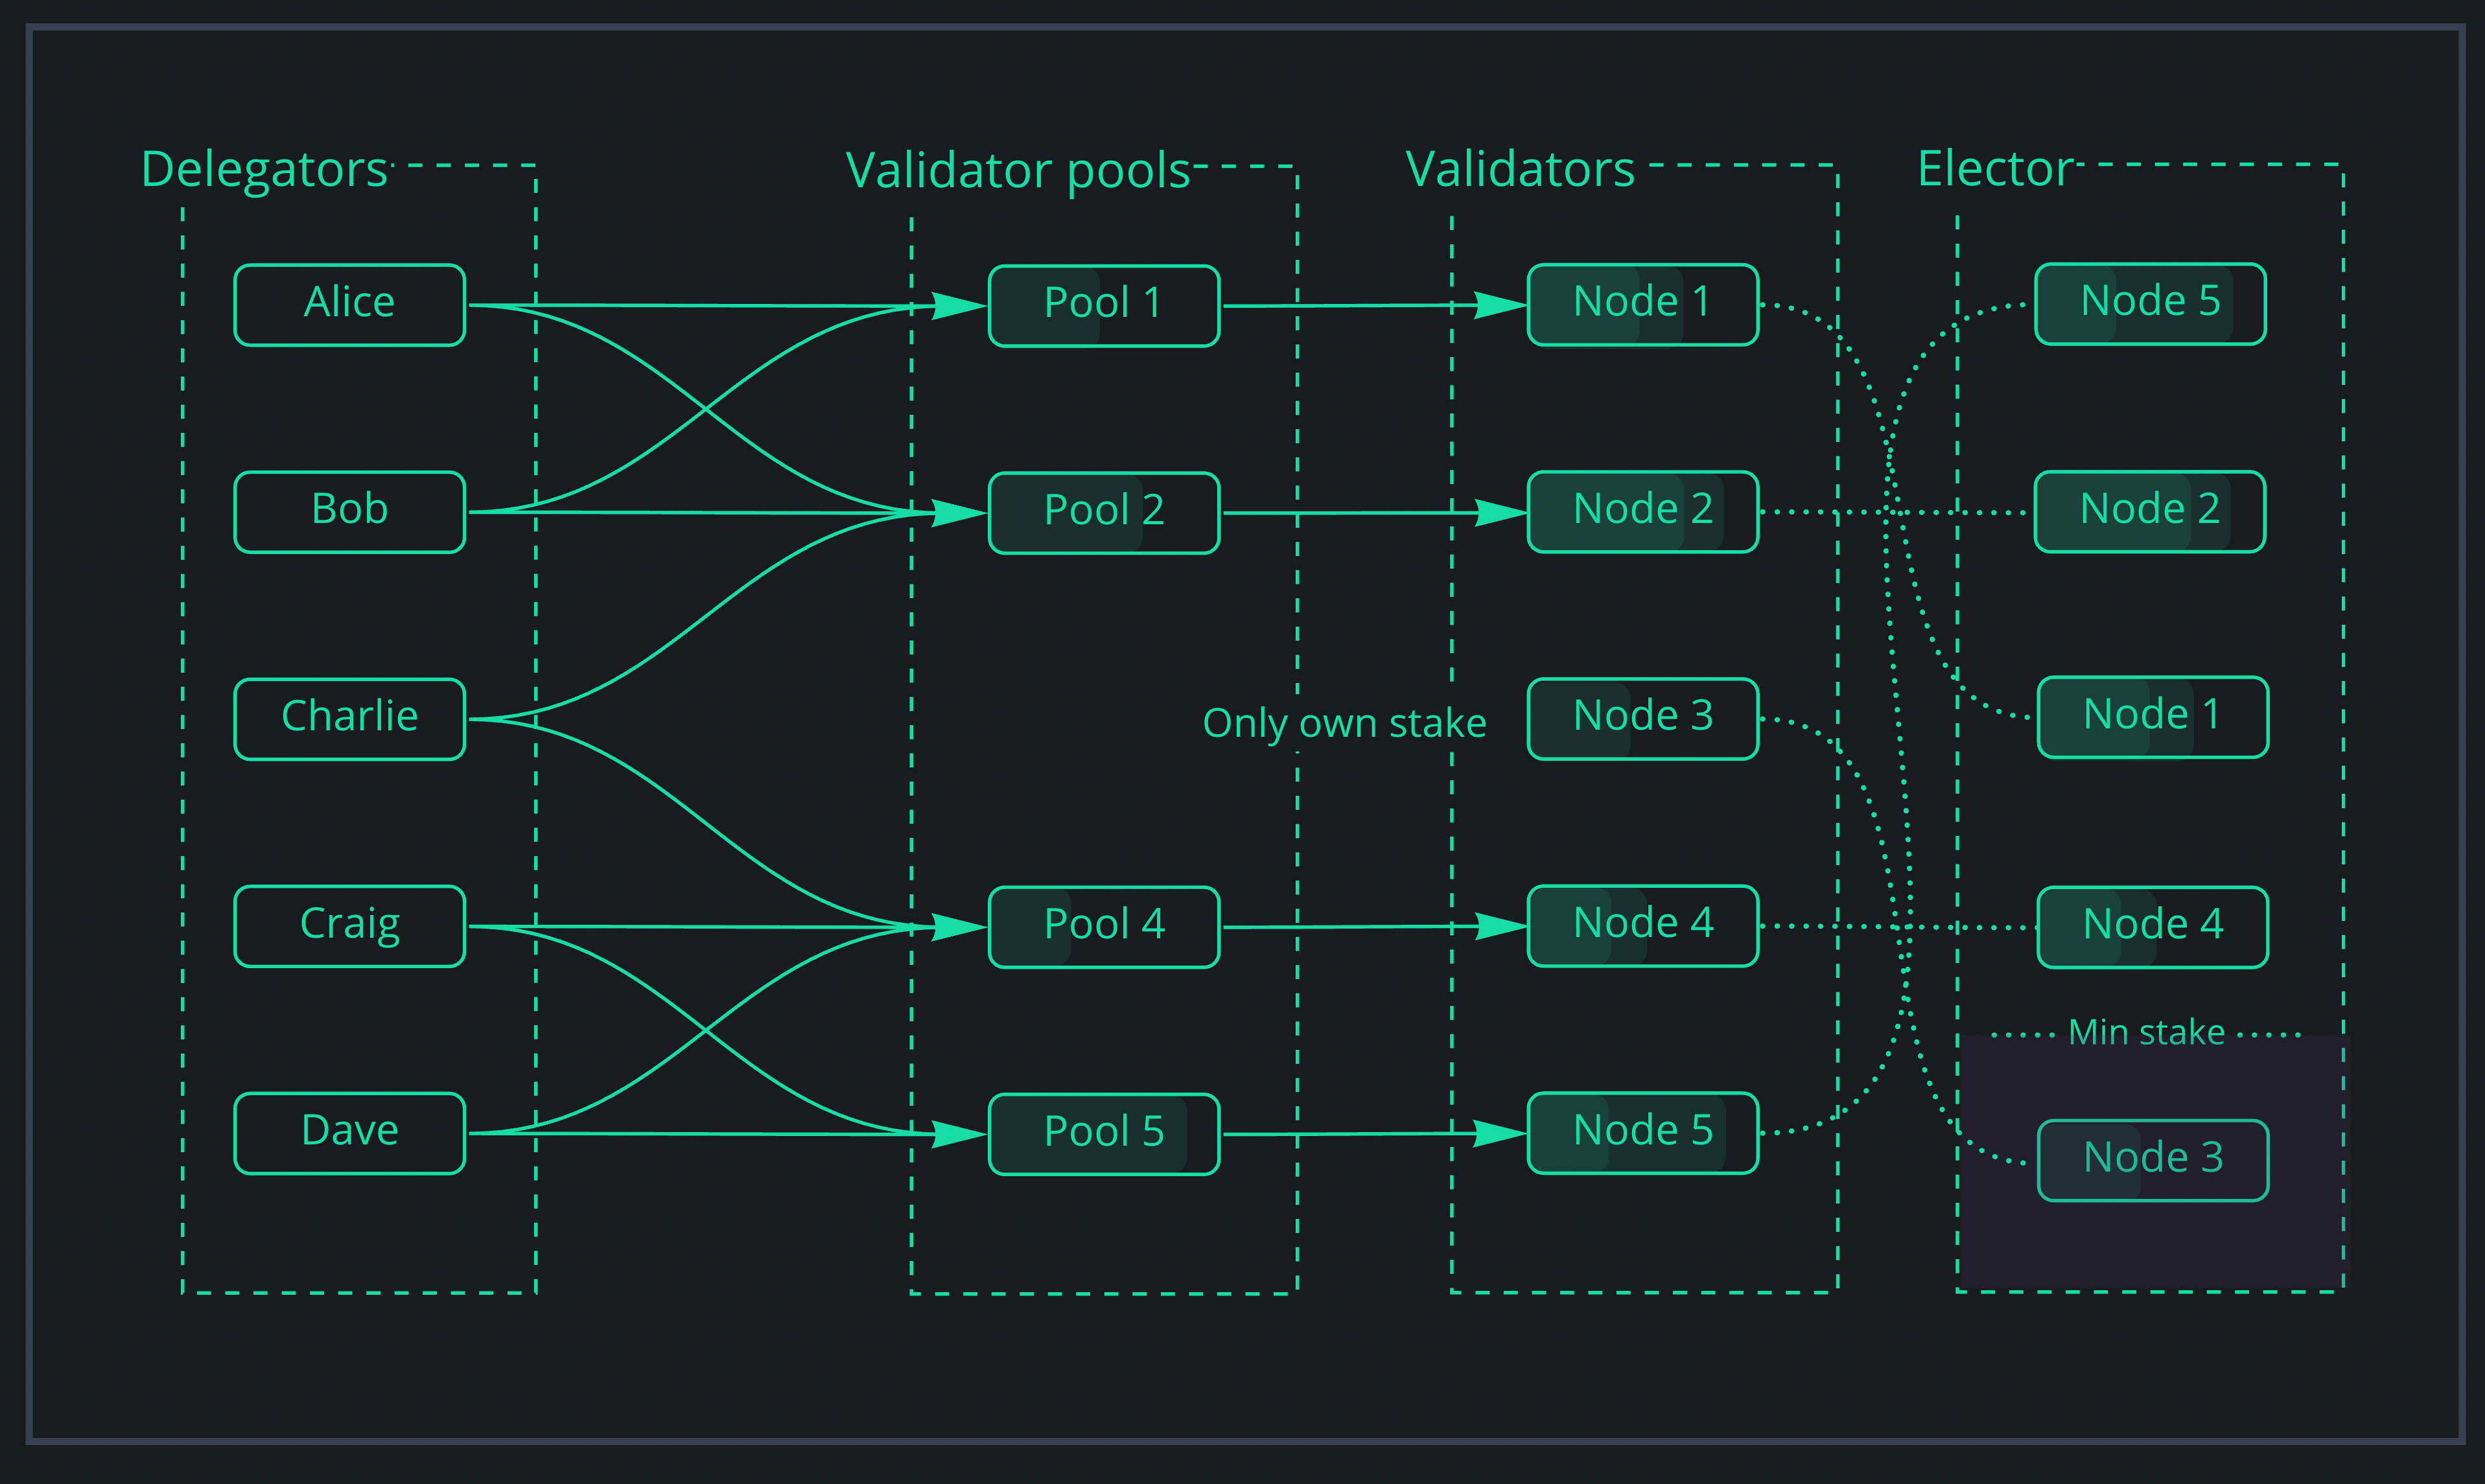 Delegators
Alice
Bob
Charlie
Craig
Dave
Validator pools
Pool 1
Pool 2
Pool 4
Pool 5
Only own stake
Validators
Node 1
Node 2
Node 3
Node 4
Node 5
Elector
Node 5
Node 2
Node 1
Node 4
Min stake
Node 3